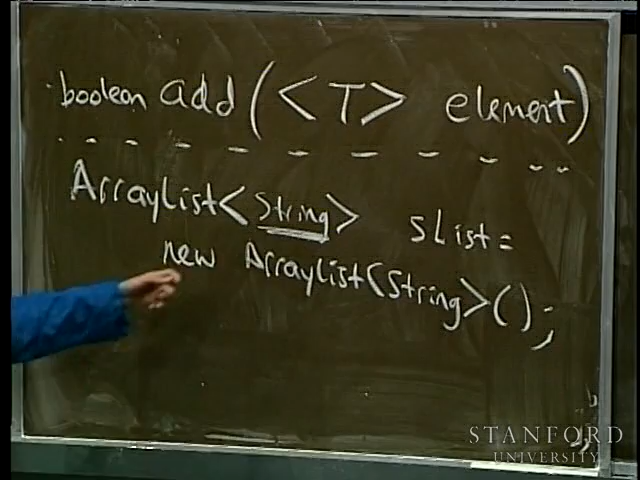 boolean add(<T> element)
ArrayList<String> sList =
new ArrayList<String>();
STANFORD
UNIVERSITY